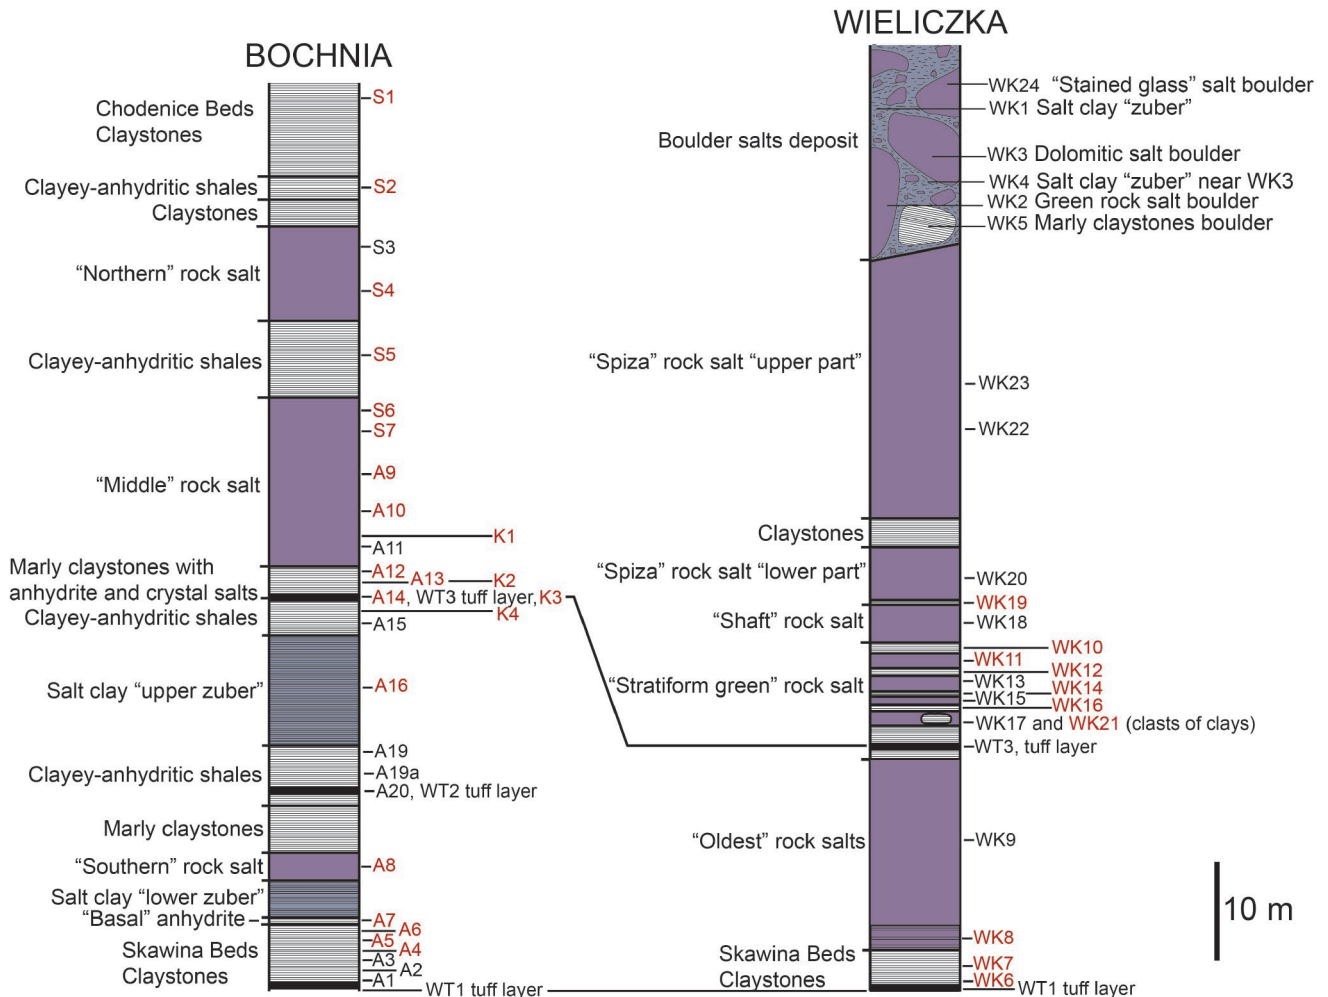 BOCHNIA
Chodenice Beds
Claystones
S1
Clayey-anhydritic shales
S2
Claystones
“Northern” rock salt
S3
S4
Clayey-anhydritic shales
S5
“Middle” rock salt
S6
S7
A9
A10
K1
A11
Marly claystones with
anhydrite and crystal salts
A12
A13
K2
A14, WT3 tuff layer, K3
Clayey-anhydritic shales
K4
A15
Salt clay “upper zuber”
A16
Clayey-anhydritic shales
A19
A19a
A20, WT2 tuff layer
Marly claystones
“Southern” rock salt
A8
Salt clay “lower zuber”
“Basal” anhydrite
A7
Skawina Beds
Claystones
A6
A5
A4
A3
A2
A1
WT1 tuff layer
WIELICZKA
Boulder salts deposit
WK24 “Stained glass” salt boulder
WK1 Salt clay “zuber”
WK3 Dolomitic salt boulder
WK4 Salt clay “zuber” near WK3
WK2 Green rock salt boulder
WK5 Marly claystones boulder
“Spiza” rock salt “upper part”
WK23
WK22
Claystones
“Spiza” rock salt “lower part”
WK20
WK19
“Shaft” rock salt
WK18
“Stratiform green” rock salt
WK10
WK11
WK12
WK13
WK14
WK15
WK16
WK17 and WK21 (clasts of clays)
WT3, tuff layer
“Oldest” rock salts
WK9
WK8
Skawina Beds
Claystones
WK7
WK6
WT1 tuff layer
10 m